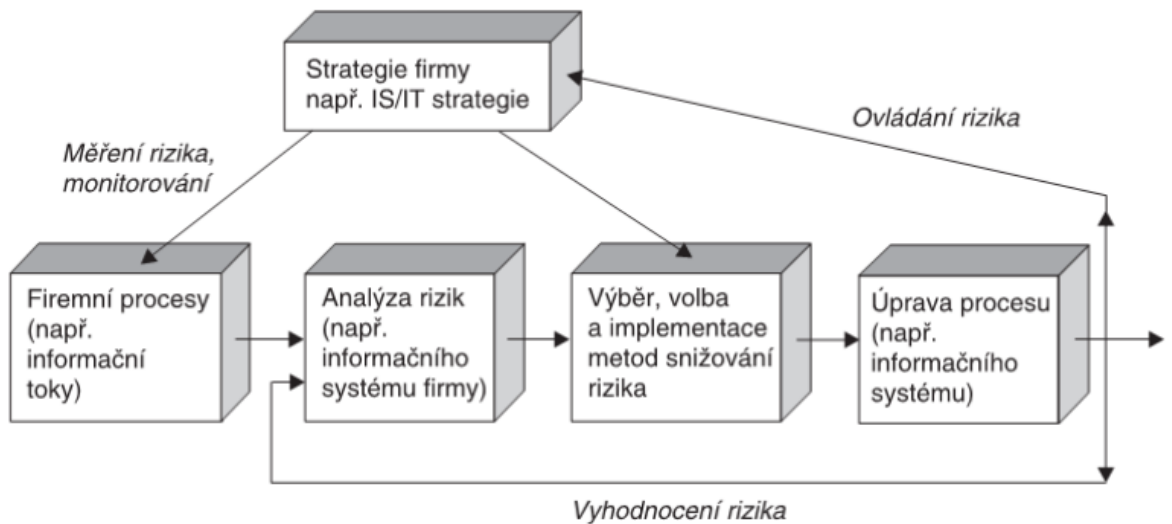 Strategie firmy
např. IS/IT strategie
Ovládání rizika
Měření rizika,
monitorování
Firemní procesy
(např.
informační
toky)
Analýza rizik
(např.
informačního
systému firmy)
Výběr, volba
a implementace
metod snižování
rizika
Úprava procesu
(např.
informačního
systému)
Vyhodnocení rizika